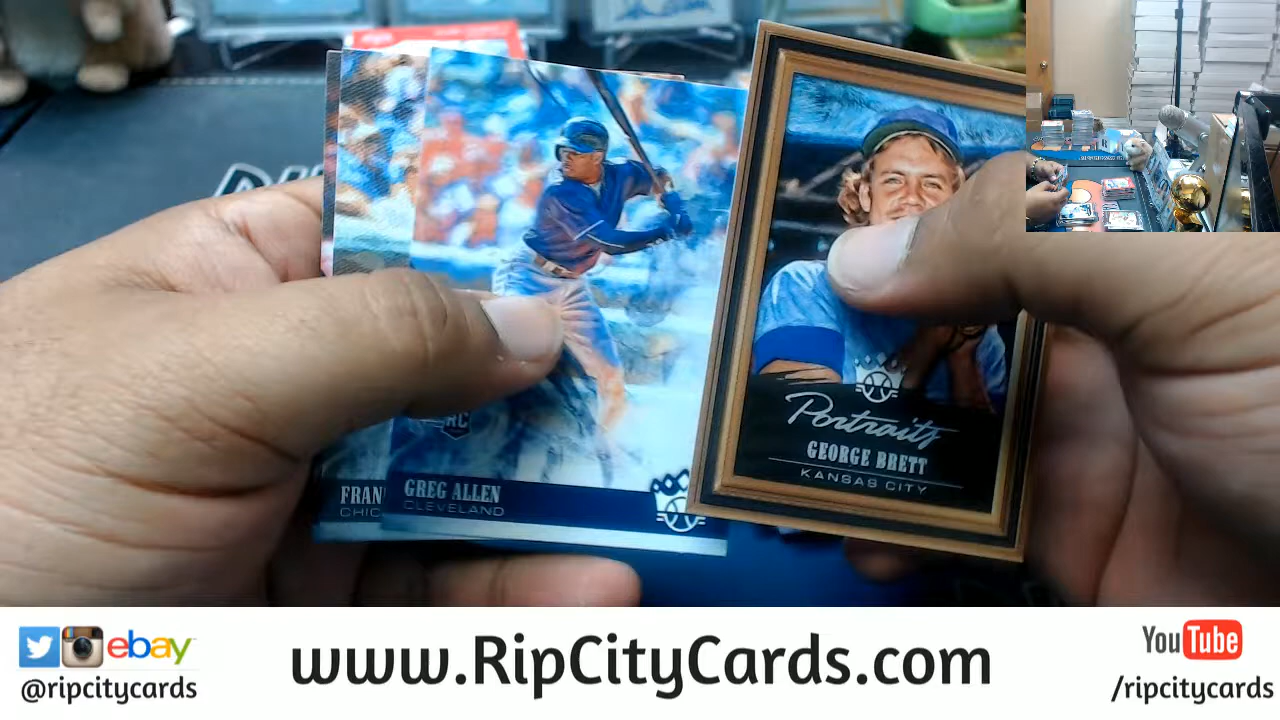 RC
FRAN
CHIC
GREG ALLEN
CLEVELAND
Portraits
GEORGE BRETT
KANSAS CITY
ebay
@ripcitycards
www.RipCityCards.com
YouTube
/ripcitycards